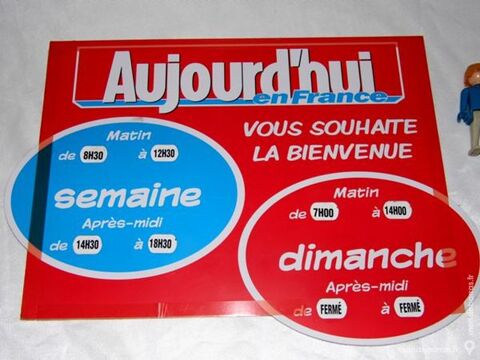 Aujourd'hui
en France
VOUS SOUHAITE
LA BIENVENUE
Matin
de 8H30 à 12H30
semaine
Après-midi
de 14H30 à 18H30
Matin
de 7H00 à 14H00
dimanche
Après-midi
de FERMÉ à FERMÉ